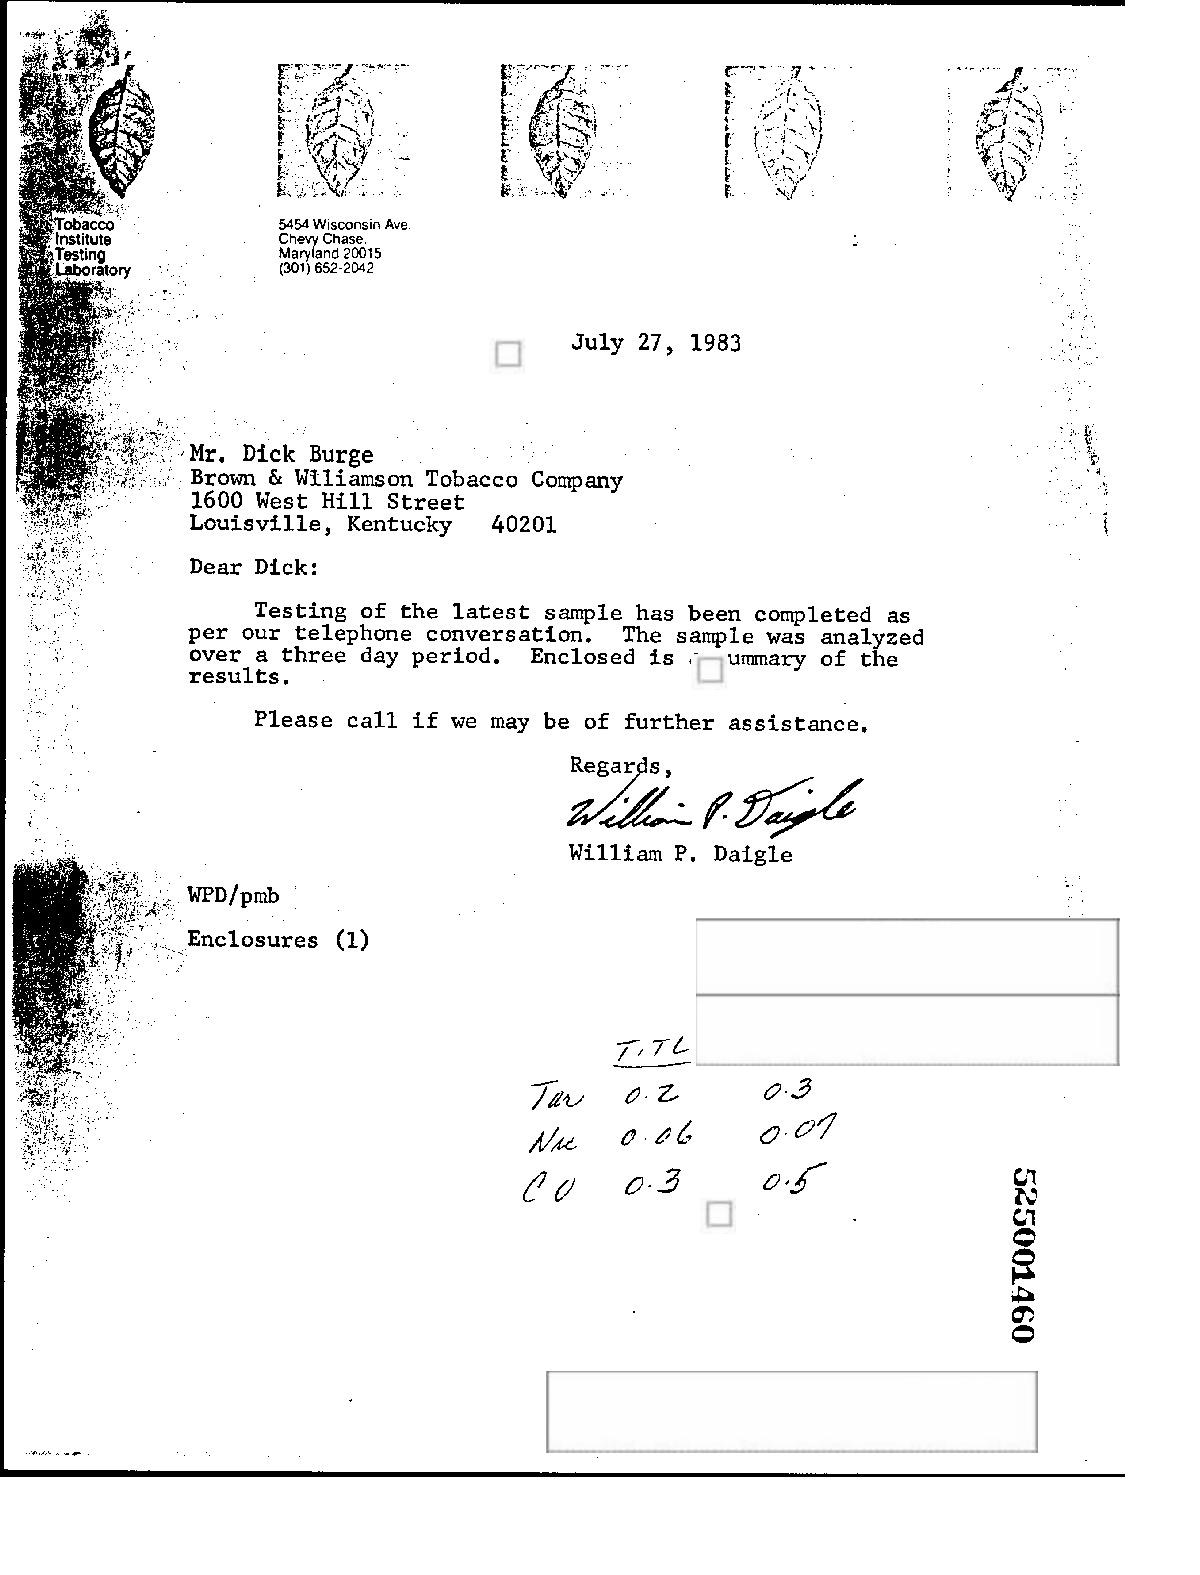 Tobacco
Institute
Testing
Laboratory
5454 Wisconsin Ave.
Chevy Chase,
Maryland 20015
(301) 652-2042
July 27, 1983
Mr. Dick Burge
Brown & Wiliamson Tobacco Company
1600 West Hill Street
Louisville, Kentucky 40201
Dear Dick:
Testing of the latest sample has been completed as
per our telephone conversation. The sample was analyzed
over a three day period. Enclosed is ummary of the
results.
Please call if we may be of further assistance.
Regards,
William P. Daigle
William P. Daigle
WPD/pmb
Enclosures (1)
T.I.T.L
Tar 0.2 0.3
Nic 0.06 0.07
CO 0.3 0.5
525001460